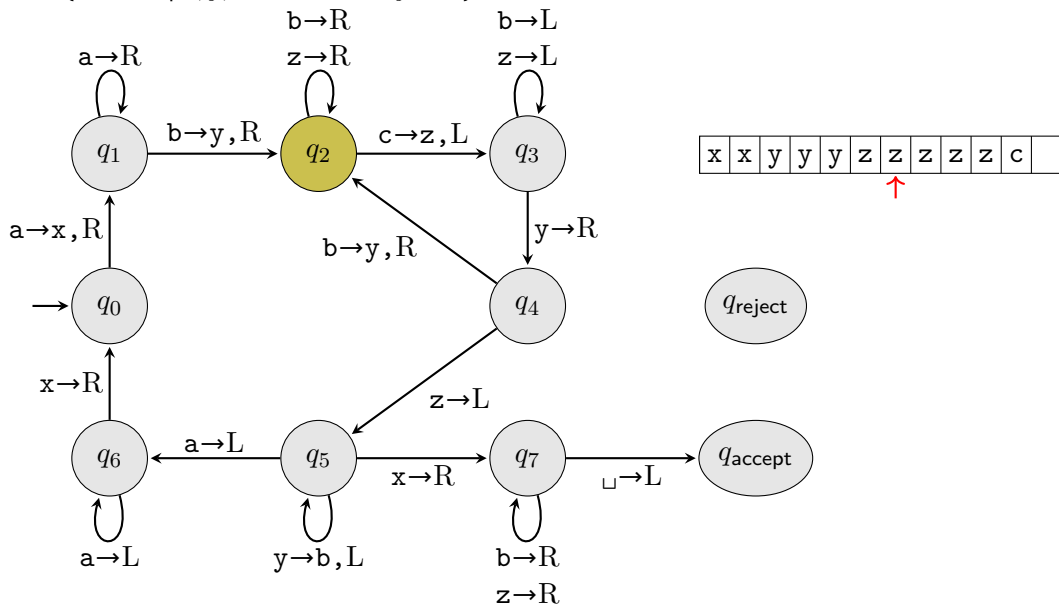 b→R
b→L
a→R
z→R
z→L
q1
b→y,R
q2
c→z,L
q3
x x y y y z z z z z c
↑
a→x,R
b→y,R
y→R
q0
q4
qreject
x→R
z→L
q6
a→L
q5
x→R
q7
␣→L
qaccept
a→L
y→b,L
b→R
z→R